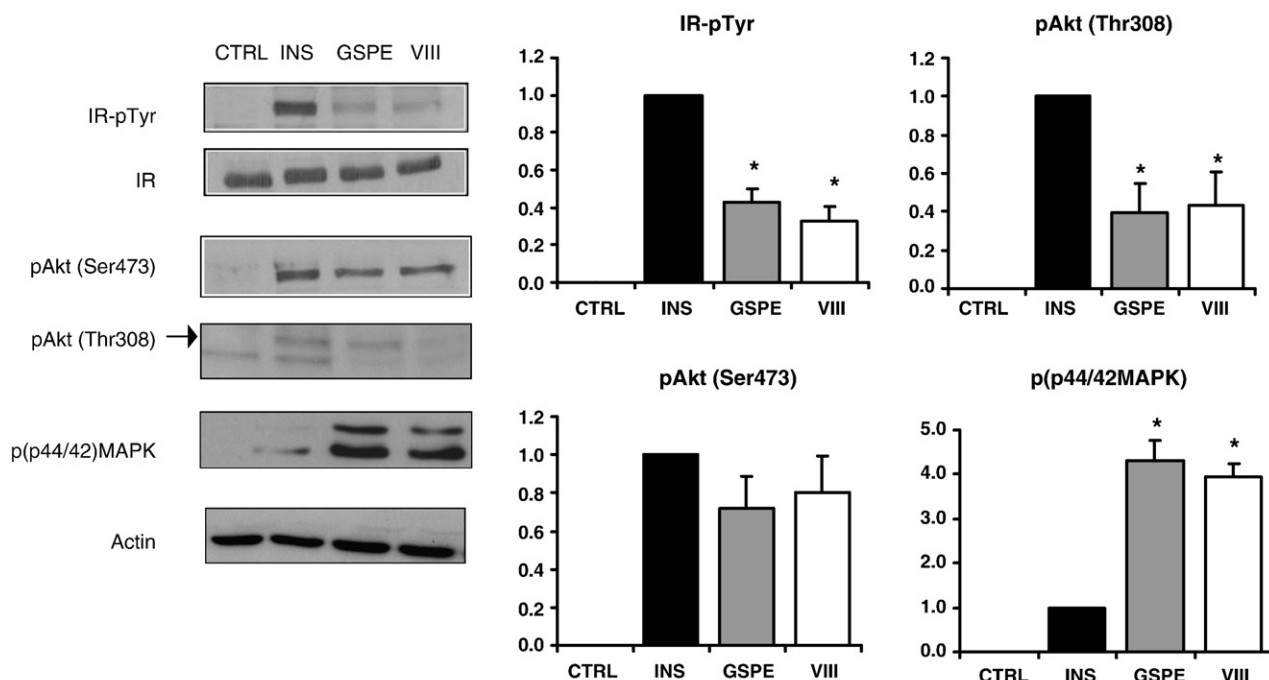 CTRL INS GSPE VIII
IR-pTyr
IR
pAkt (Ser473)
pAkt (Thr308)
p(p44/42)MAPK
Actin
IR-pTyr
1.2
1.0
0.8
0.6
0.4
0.2
0.0
*
*
CTRL INS GSPE VIII
pAkt (Thr308)
1.2
1.0
0.8
0.6
0.4
0.2
0.0
*
*
CTRL INS GSPE VIII
pAkt (Ser473)
1.2
1.0
0.8
0.6
0.4
0.2
0.0
CTRL INS GSPE VIII
p(p44/42MAPK)
5.0
4.0
3.0
2.0
1.0
0.0
*
*
CTRL INS GSPE VIII